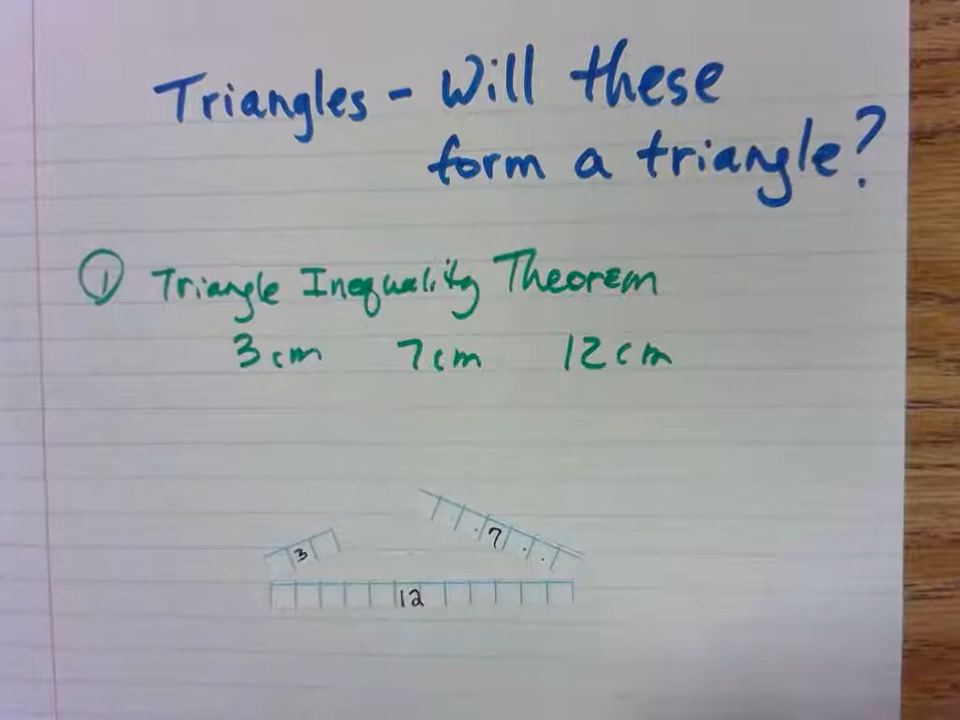 Triangles - Will these
form a triangle?
① Triangle Inequality Theorem
3cm 7cm 12cm
3 7
12